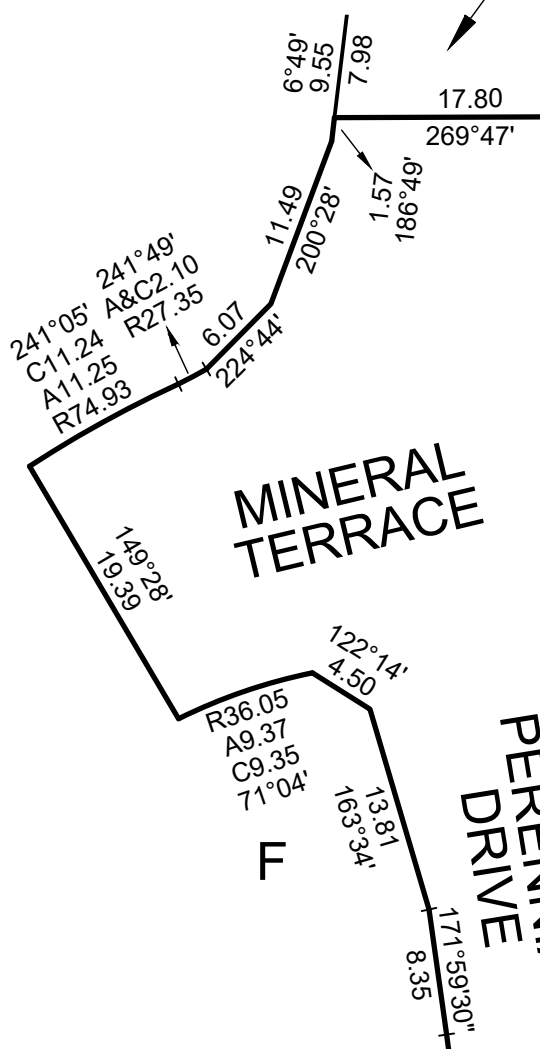 6°49'
9.55
7.98
17.80
269°47'
1.57
186°49'
11.49
200°28'
241°49'
A&C2.10
R27.35
241°05'
C11.24
A11.25
R74.93
6.07
224°44'
MINERAL
TERRACE
149°28'
19.39
122°14'
4.50
R36.05
A9.37
C9.35
71°04'
13.81
163°34'
F
DRIVE
171°59'30"
8.35